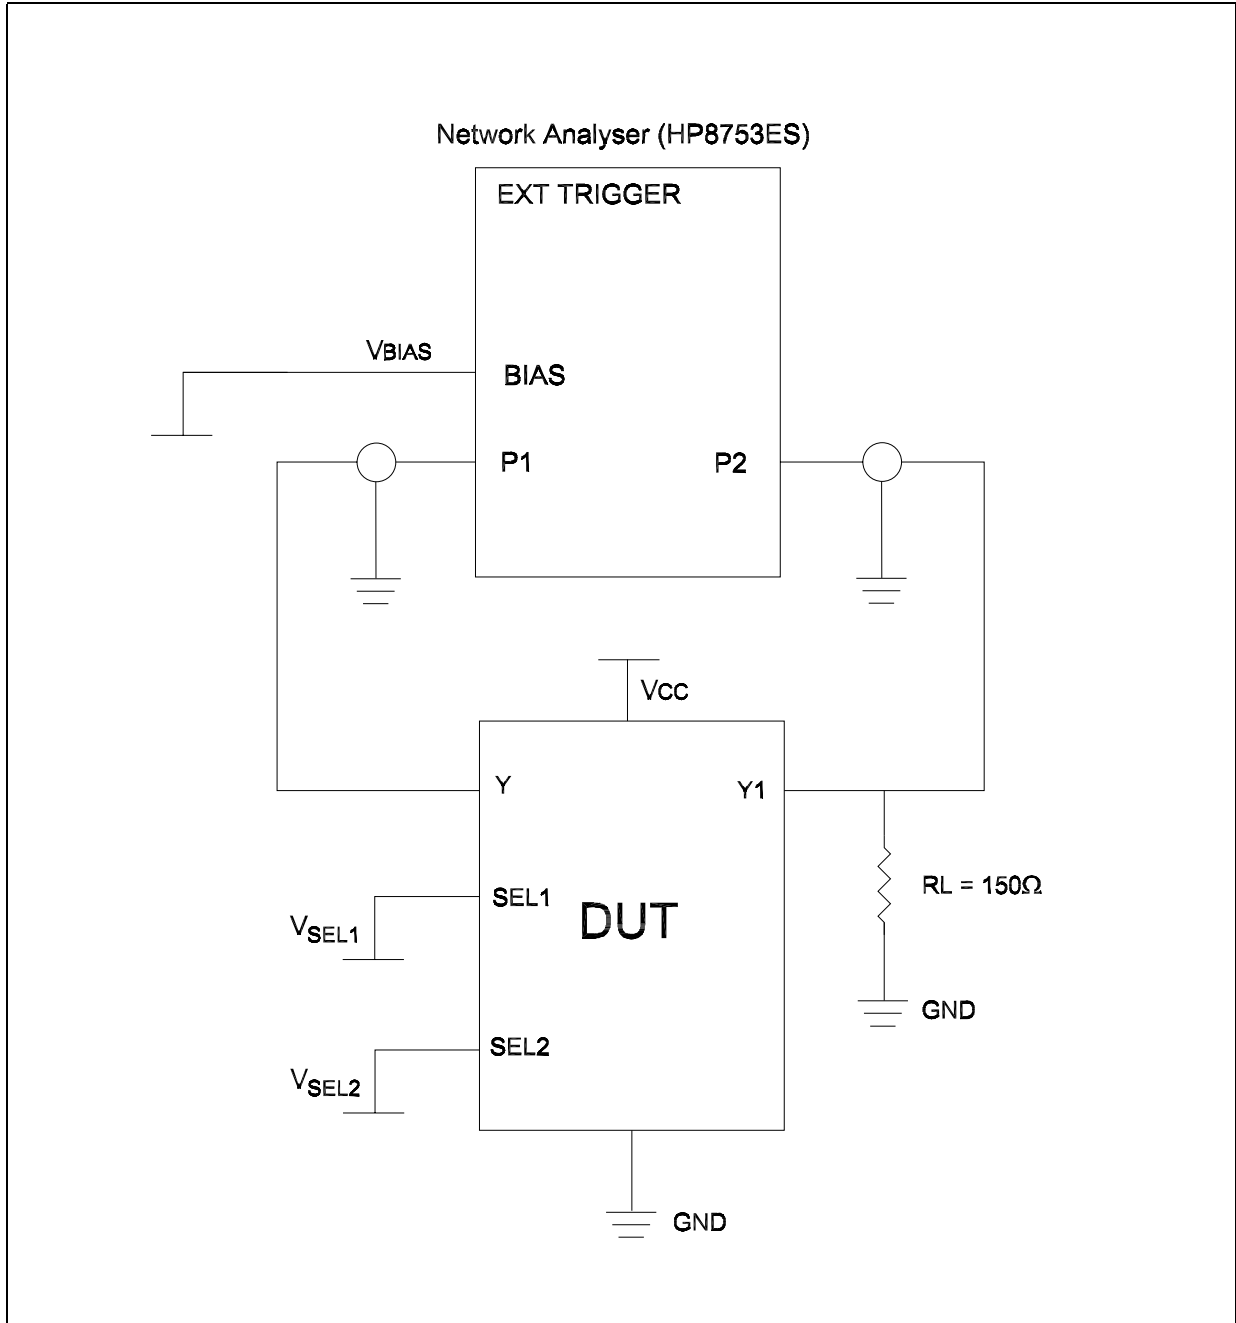 Network Analyser (HP8753ES)
EXT TRIGGER
VBIAS
BIAS
P1
P2
VCC
Y
Y1
SEL1
DUT
RL = 150Ω
VSEL1
GND
SEL2
VSEL2
GND